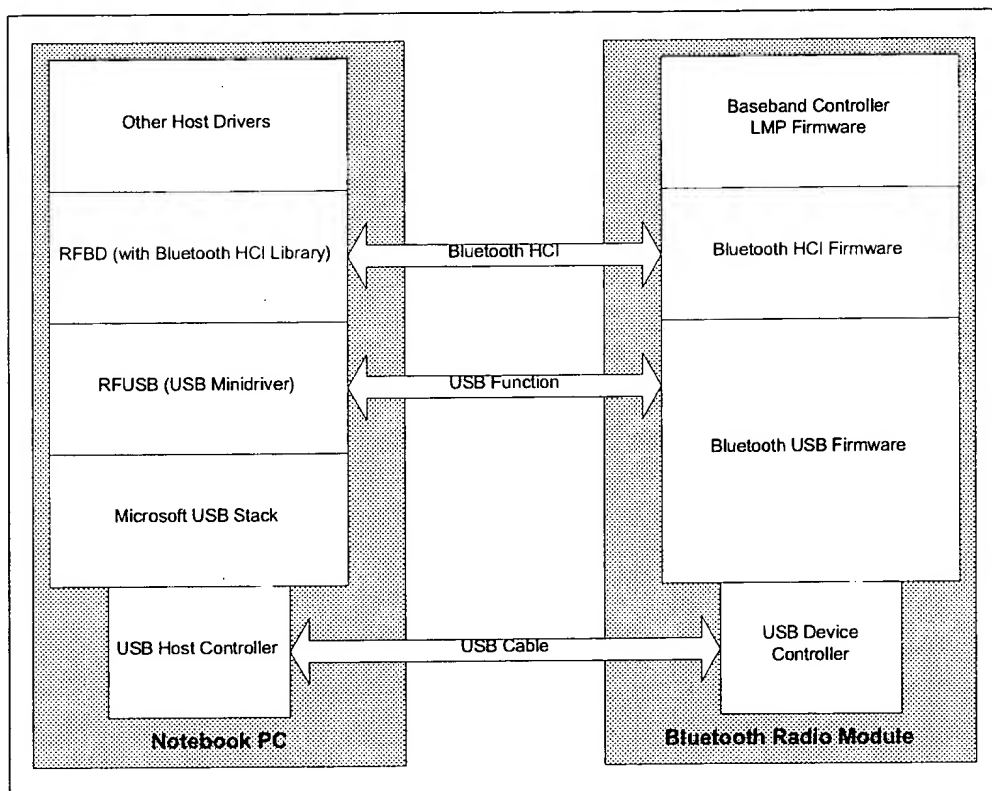 Other Host Drivers
RFBD (with Bluetooth HCI Library)
RFUSB (USB Minidriver)
Microsoft USB Stack
USB Host Controller
Notebook PC
Bluetooth HCI
USB Function
USB Cable
Baseband Controller
LMP Firmware
Bluetooth HCI Firmware
Bluetooth USB Firmware
USB Device
Controller
Bluetooth Radio Module